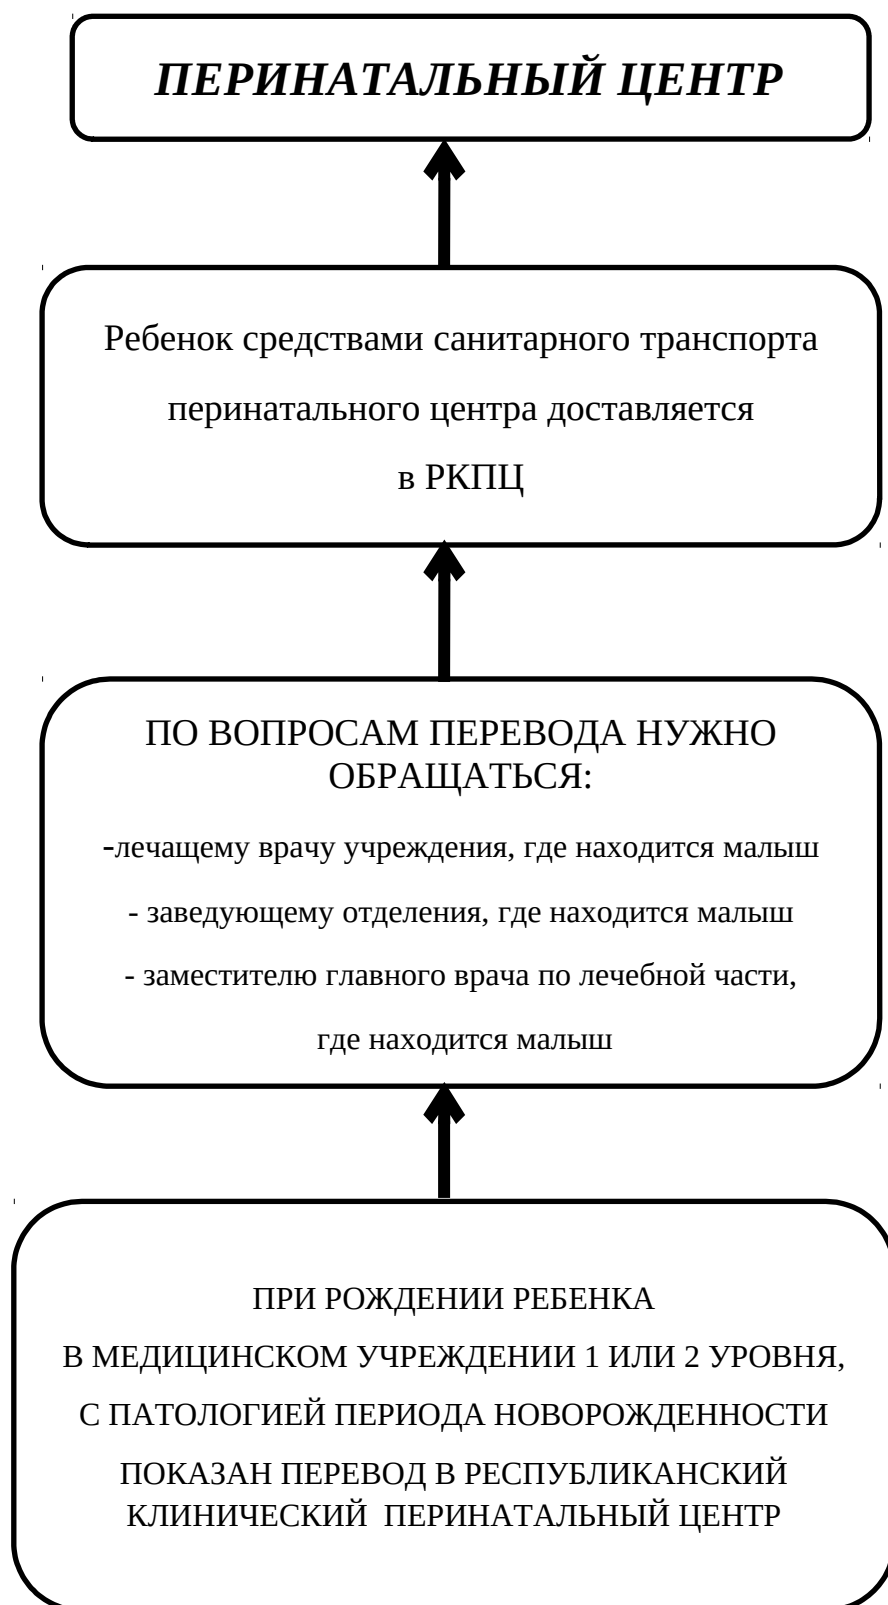 ПЕРИНАТАЛЬНЫЙ ЦЕНТР
Ребенок средствами санитарного транспорта
перинатального центра доставляется
в РКПЦ
ПО ВОПРОСАМ ПЕРЕВОДА НУЖНО
ОБРАЩАТЬСЯ:
-лечащему врачу учреждения, где находится малыш
- заведующему отделения, где находится малыш
- заместителю главного врача по лечебной части,
где находится малыш
ПРИ РОЖДЕНИИ РЕБЕНКА
В МЕДИЦИНСКОМ УЧРЕЖДЕНИИ 1 ИЛИ 2 УРОВНЯ,
С ПАТОЛОГИЕЙ ПЕРИОДА НОВОРОЖДЕННОСТИ
ПОКАЗАН ПЕРЕВОД В РЕСПУБЛИКАНСКИЙ
КЛИНИЧЕСКИЙ  ПЕРИНАТАЛЬНЫЙ ЦЕНТР